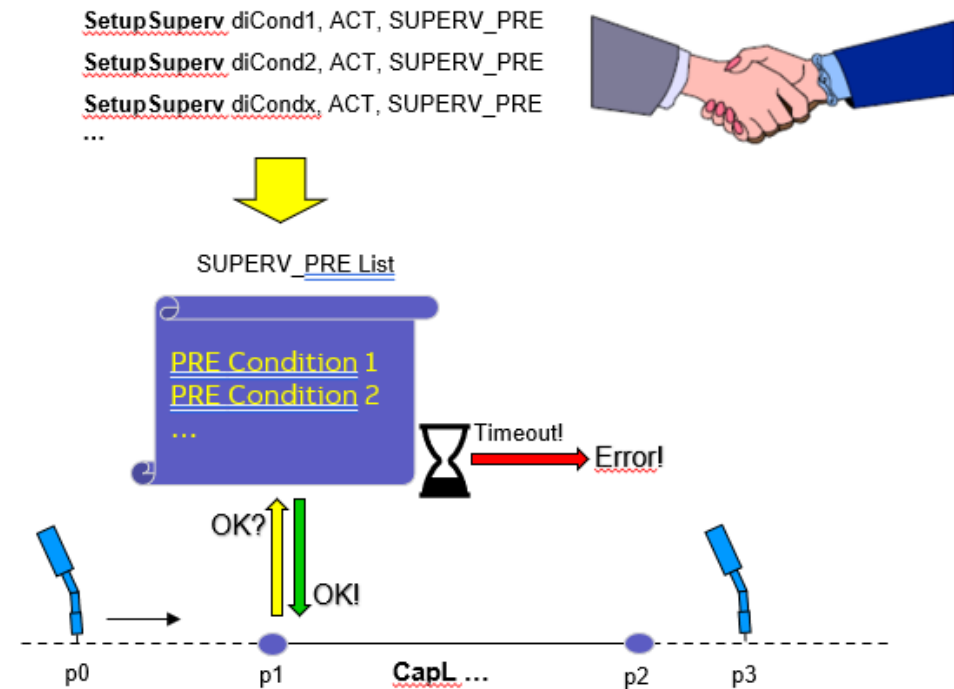 SetupSuperv diCond1, ACT, SUPERV_PRE
SetupSuperv diCond2, ACT, SUPERV_PRE
SetupSuperv diCondx, ACT, SUPERV_PRE
...
SUPERV_PRE List
PRE Condition 1
PRE Condition 2
...
Timeout!
Error!
OK?
OK!
p0
p1
CapL ...
p2
p3